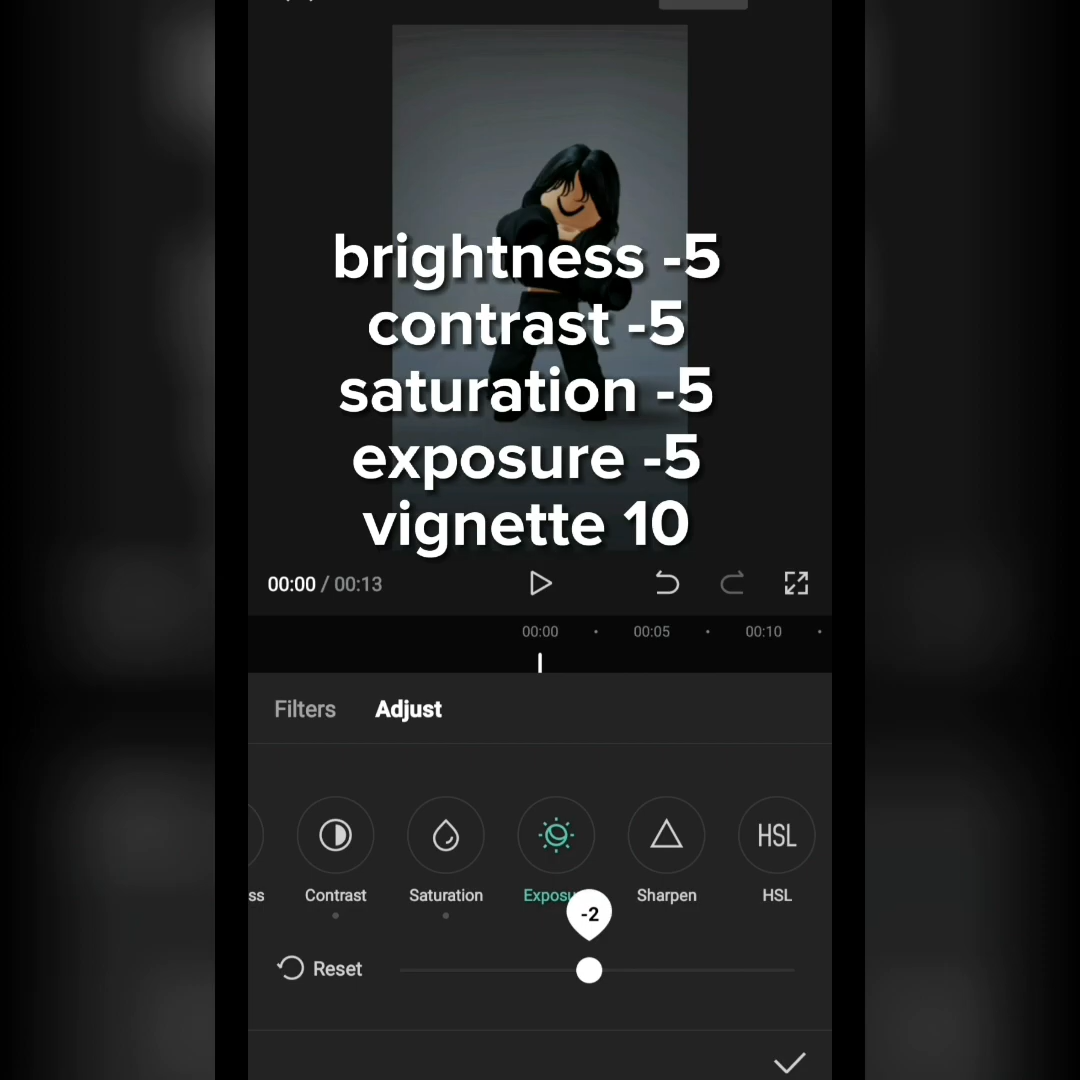 brightness -5
contrast -5
saturation -5
exposure -5
vignette 10
00:00 / 00:13
00:00 00:05 00:10
Filters Adjust
HSL
ss Contrast Saturation Exposu Sharpen HSL
-2
Reset